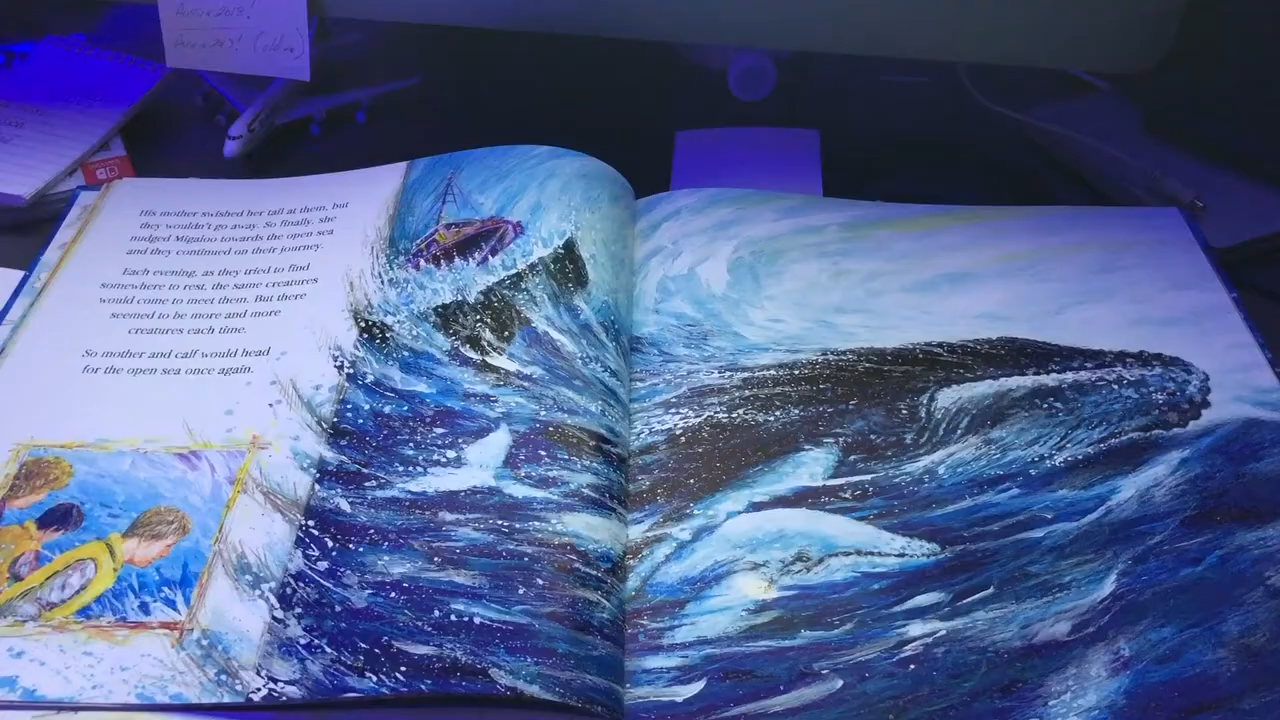 His mother swished her tail at them, but
they wouldn't go away. So finally, she
nudged Migaloo towards the open sea
and they continued on their journey.
Each evening, as they tried to find
somewhere to rest, the same creatures
would come to meet them. But there
seemed to be more and more
creatures each time.
So mother and calf would head
for the open sea once again.